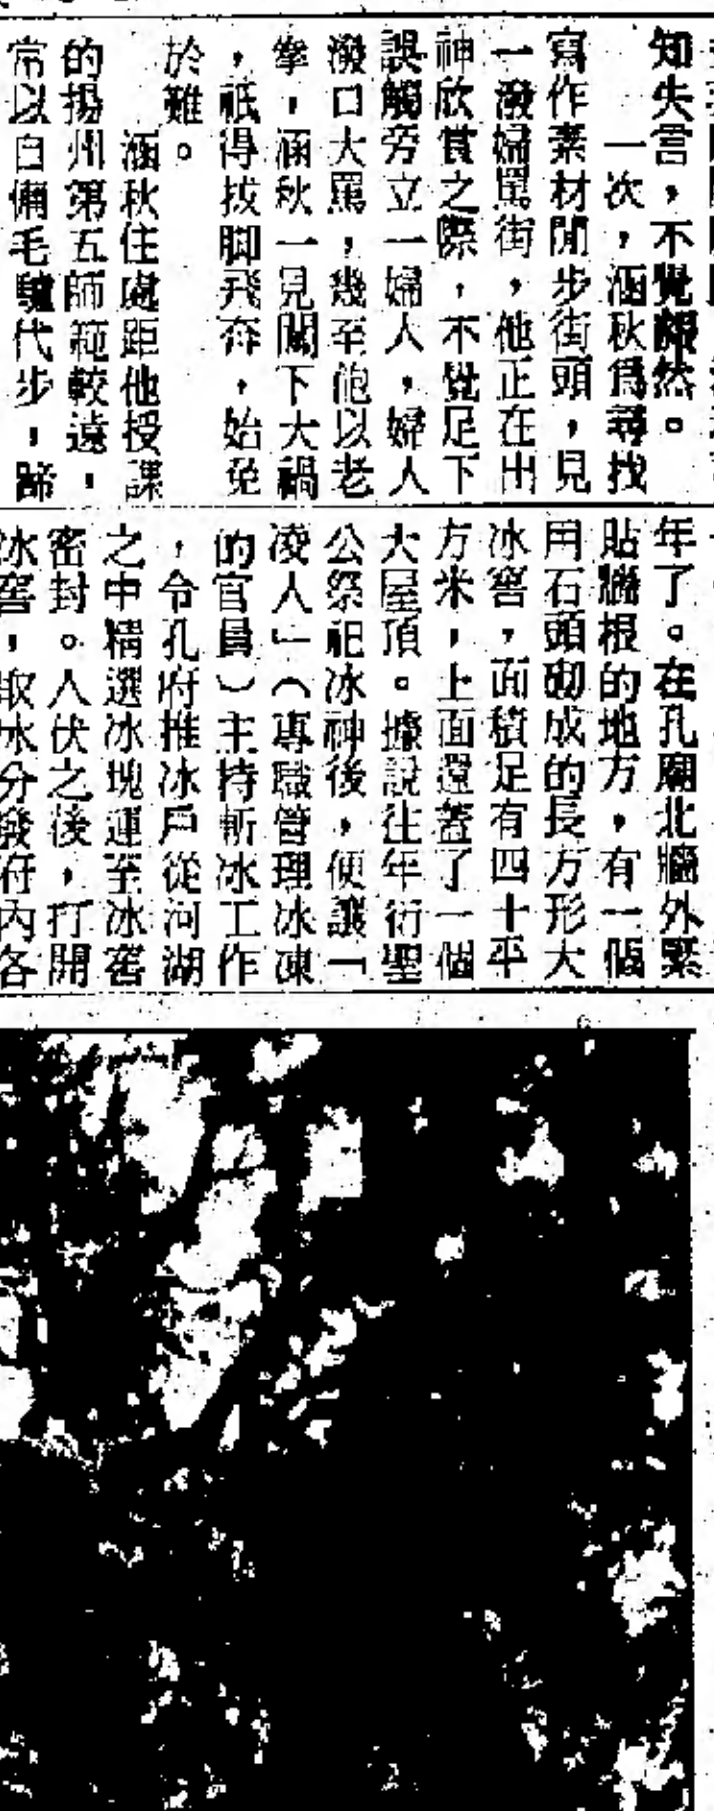 知失言，不覺赧然。
一次，涵秋爲尋找
寫作素材閒步街頭，見
一潑婦罵街，他正在出
神欣賞之際，不覺足下
誤觸旁立一婦人，婦人
潑口大罵，幾至飽以老
拳，涵秋一見闖下大禍
，祇得拔脚飛奔，始免
於難。
涵秋住處距他授課
的揚州第五師範較遠，
常以自備毛驢代步，蹄
年了。在孔廟北牆外緊
貼牆根的地方，有一個
用石頭砌成的長方形大
冰窖，面積足有四十平
方米，上面還蓋了一個
大屋頂。據說往年衍聖
公祭祀冰神後，便讓「
凌人」（專職管理冰凍
的官員）主持斬冰工作
，令孔府推冰戶從河湖
之中精選冰塊運至冰窖
密封。人伏之後，打開
冰窖，取冰分發府內各